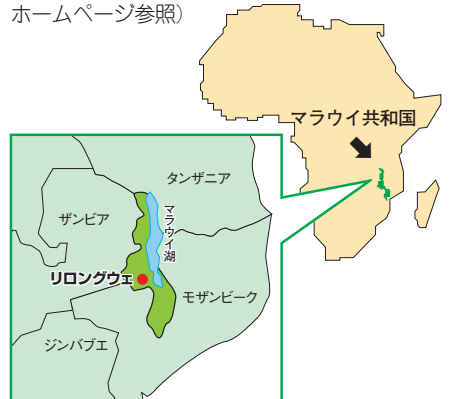 ホームページ参照）
マラウイ共和国
タンザニア
ザンビア
マラウイ湖
リロングウェ
モザンビーク
ジンバブエ